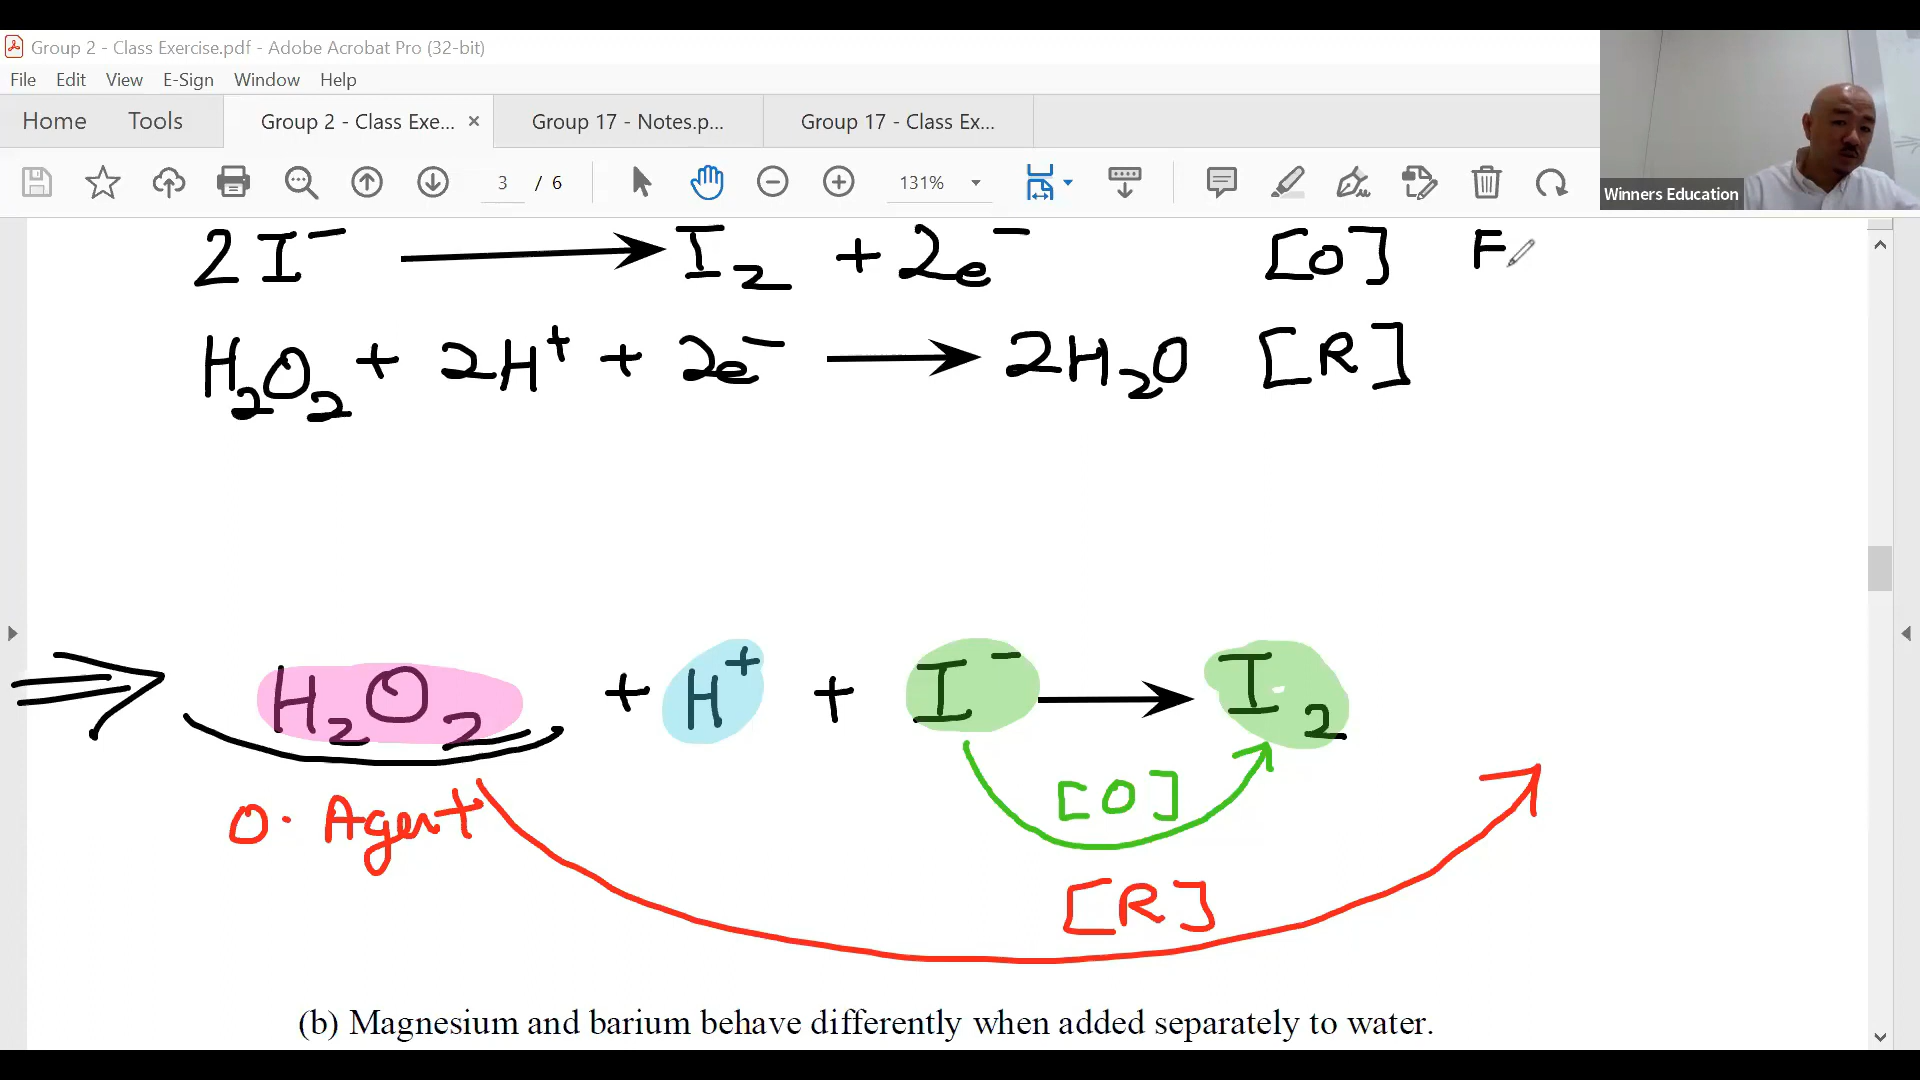 Group 2 - Class Exercise.pdf - Adobe Acrobat Pro (32-bit)
File Edit View E-Sign Window Help
Home Tools Group 2 - Class Exe... × Group 17 - Notes.p... Group 17 - Class Ex...
3 / 6 131%
Winners Education
2I⁻ ⟶ I₂ + 2e⁻ [O] F
H₂O₂ + 2H⁺ + 2e⁻ ⟶ 2H₂O [R]
H₂O₂ + H⁺ + I⁻ ⟶ I₂
O. Agent [O]
[R]
(b) Magnesium and barium behave differently when added separately to water.